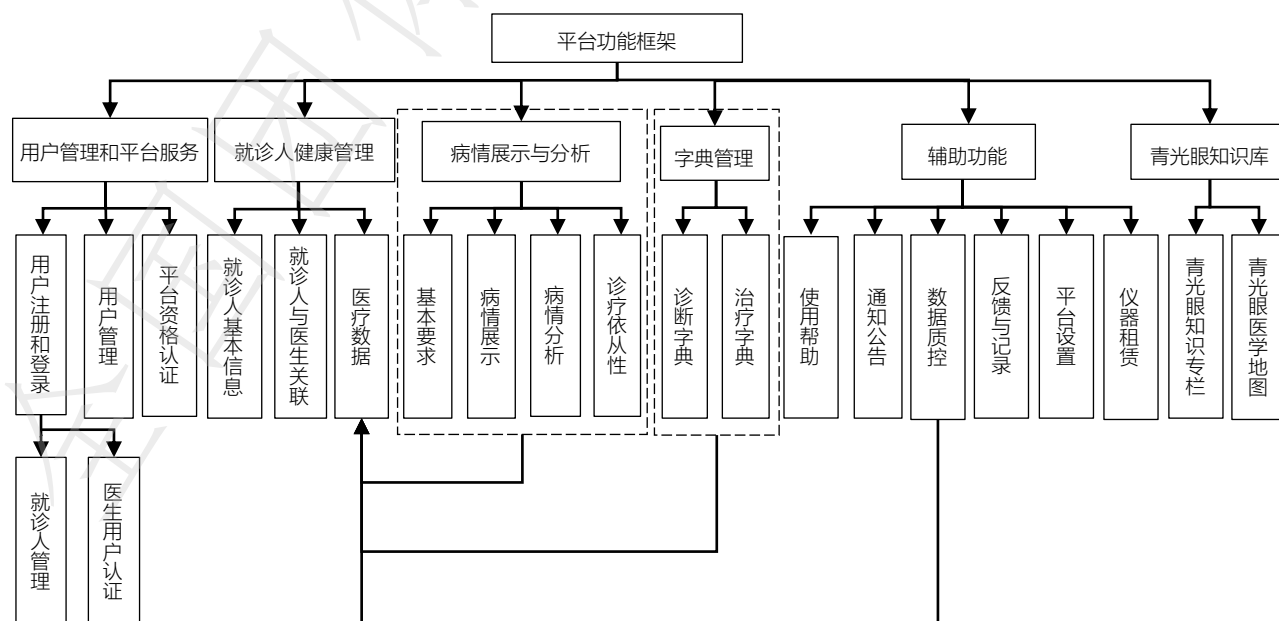 平台功能框架
用户管理和平台服务
就诊人健康管理
病情展示与分析
字典管理
辅助功能
青光眼知识库
用户注册和登录
用户管理
平台资格认证
就诊人基本信息
就诊人与医生关联
医疗数据
基本要求
病情展示
病情分析
诊疗依从性
诊断字典
治疗字典
使用帮助
通知公告
数据质控
反馈与记录
平台设置
仪器租赁
青光眼知识专栏
青光眼医学地图
就诊人管理
医生用户认证
全国团体